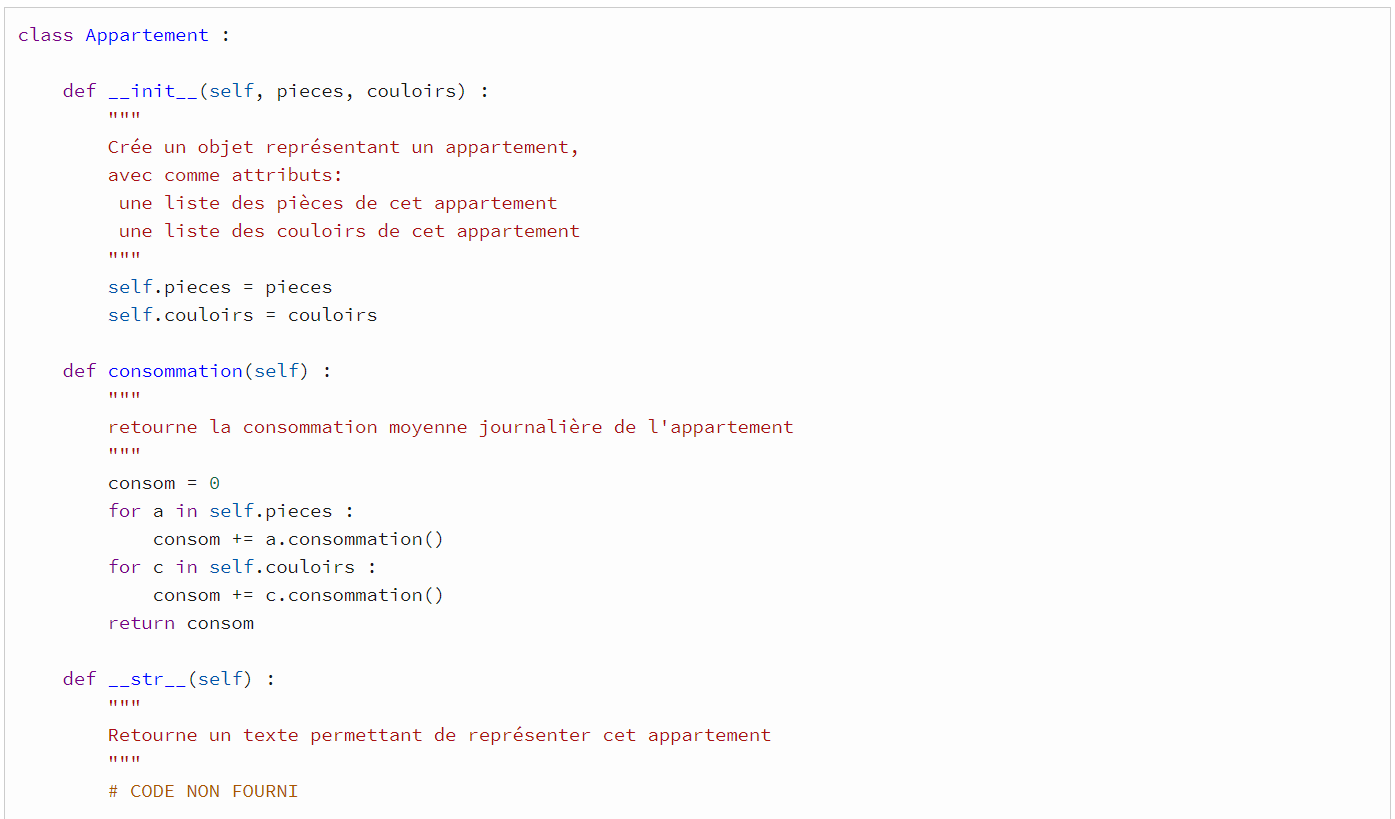 class Appartement :
def __init__(self, pieces, couloirs) :
"""
Crée un objet représentant un appartement,
avec comme attributs:
une liste des pièces de cet appartement
une liste des couloirs de cet appartement
"""
self.pieces = pieces
self.couloirs = couloirs
def consommation(self) :
"""
retourne la consommation moyenne journalière de l'appartement
"""
consom = 0
for a in self.pieces :
consom += a.consommation()
for c in self.couloirs :
consom += c.consommation()
return consom
def __str__(self) :
"""
Retourne un texte permettant de représenter cet appartement
"""
# CODE NON FOURNI